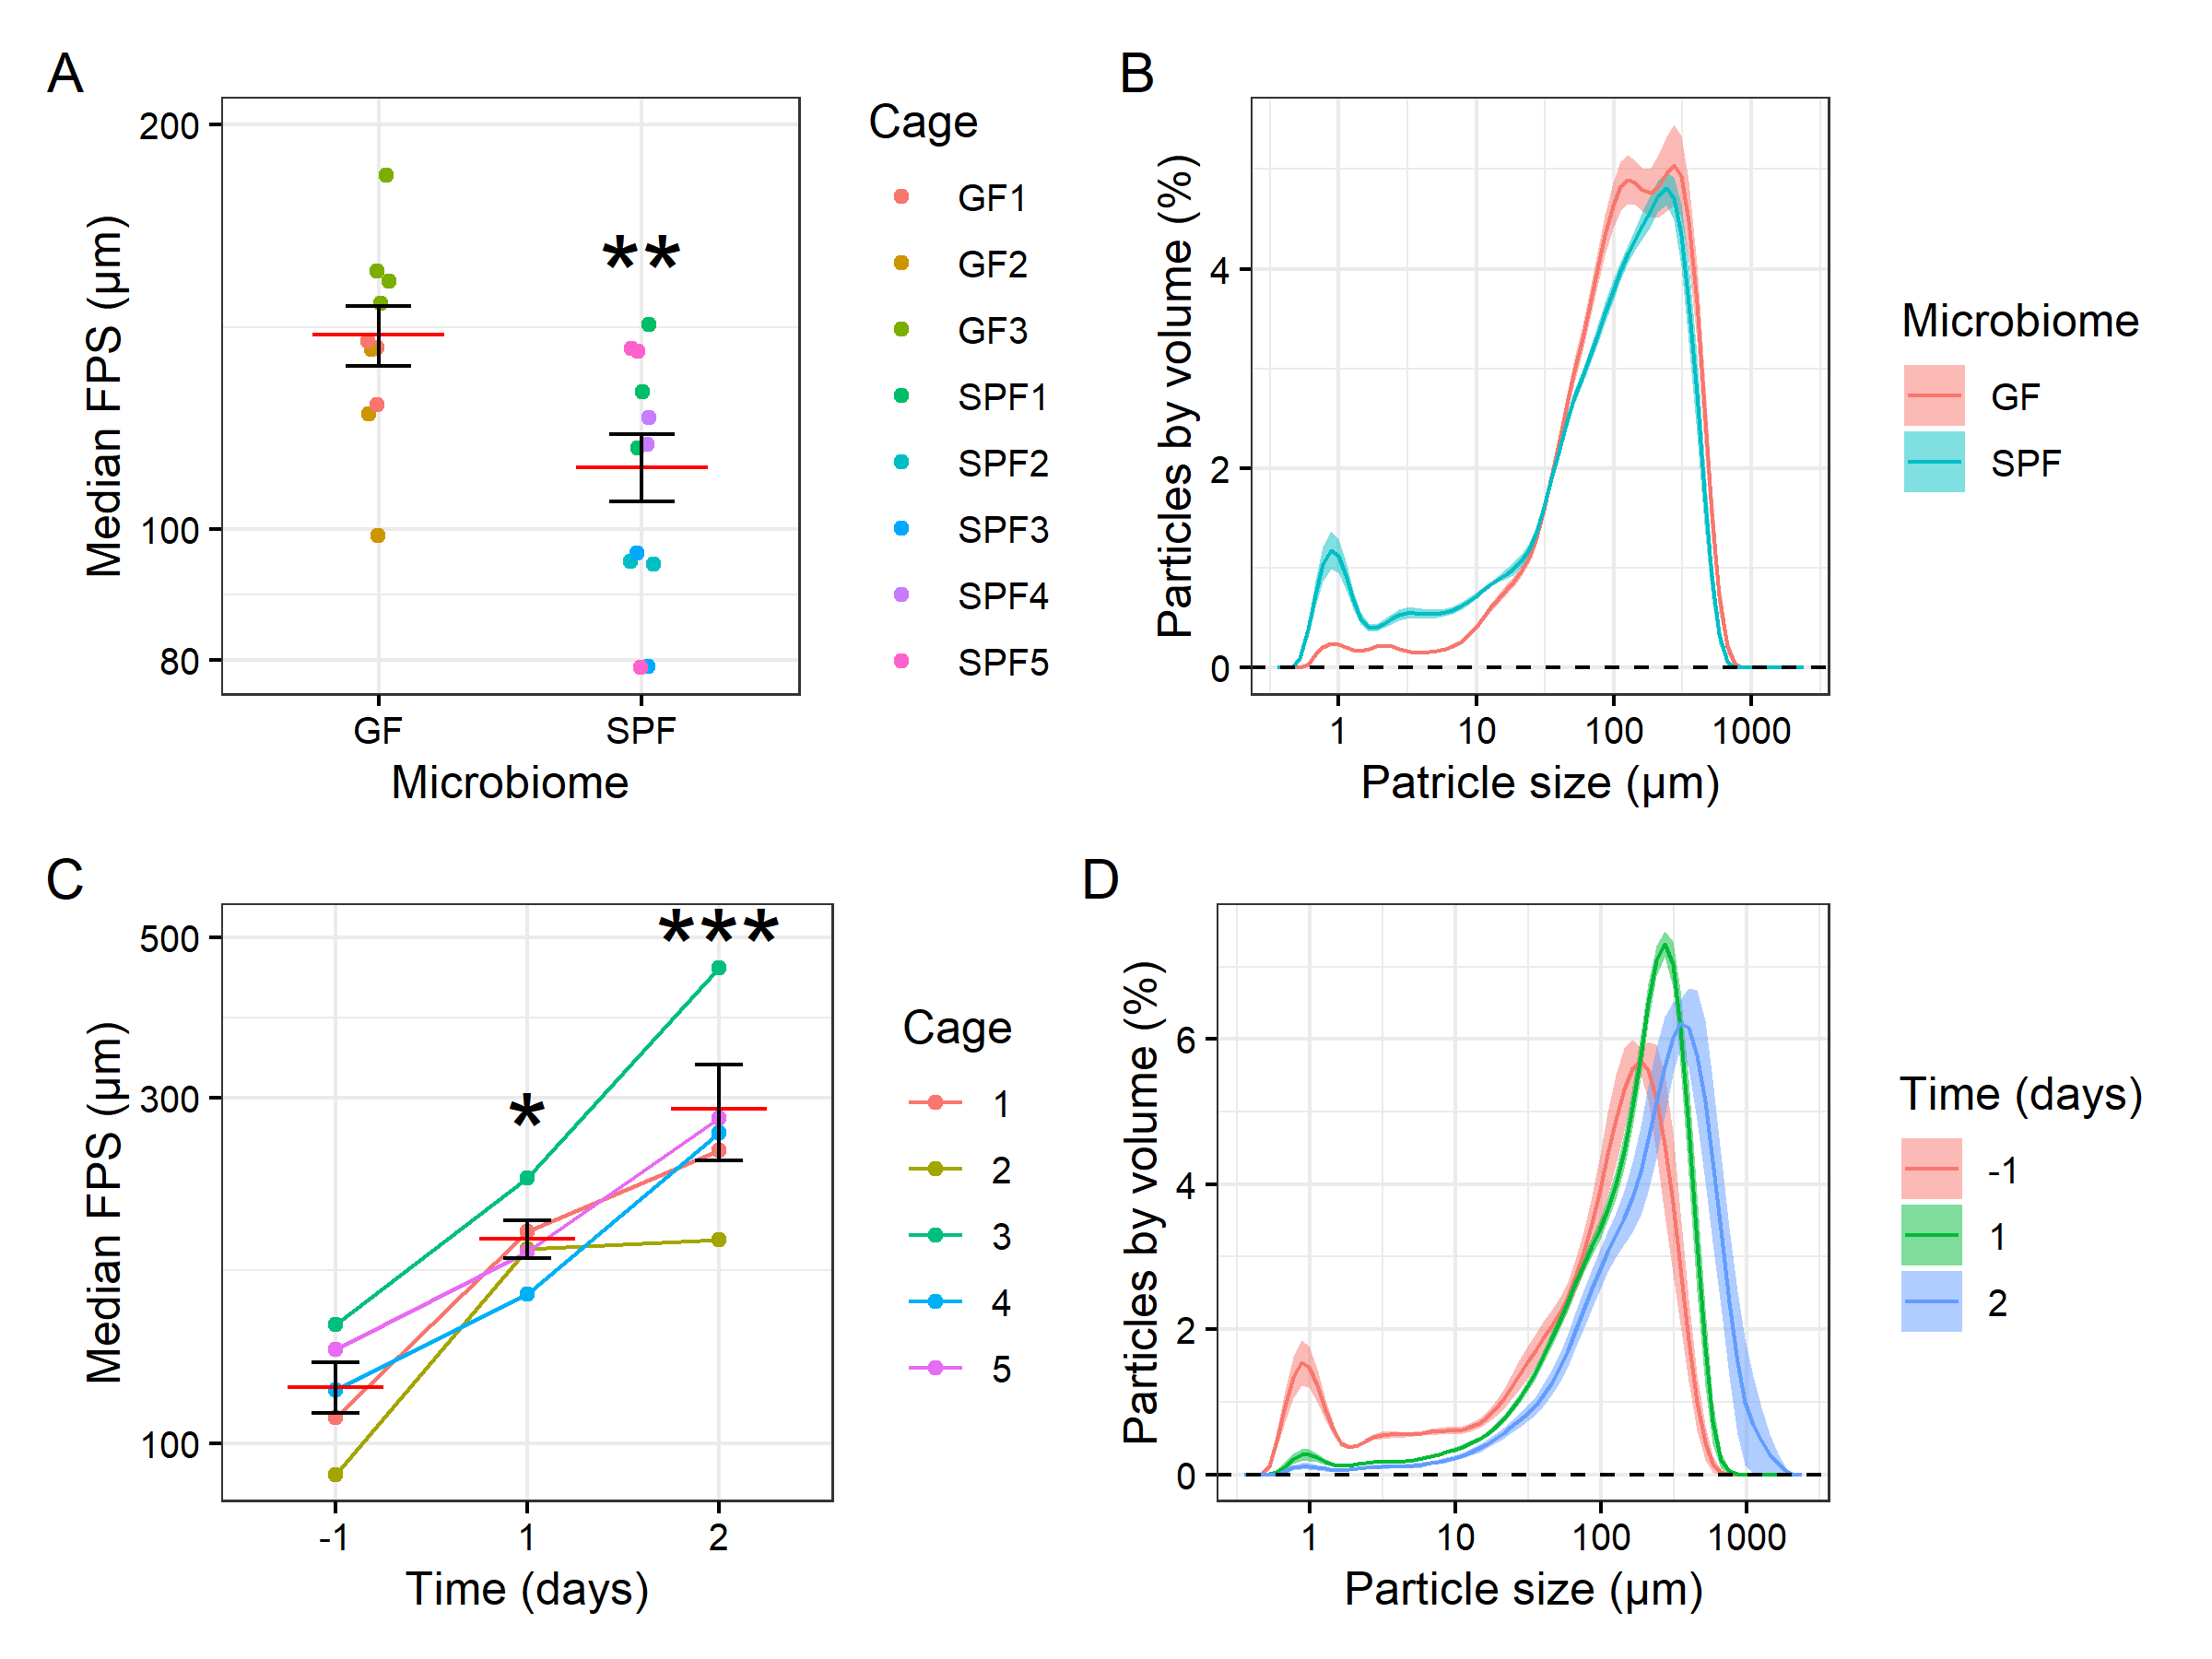 A
Median FPS (µm)
200
100
80
**
GF
SPF
Microbiome
Cage
GF1
GF2
GF3
SPF1
SPF2
SPF3
SPF4
SPF5
B
Particles by volume (%)
4
2
0
1
10
100
1000
Patricle size (µm)
Microbiome
GF
SPF
C
Median FPS (µm)
500
300
100
*
***
-1
1
2
Time (days)
Cage
1
2
3
4
5
D
Particles by volume (%)
6
4
2
0
1
10
100
1000
Particle size (µm)
Time (days)
-1
1
2